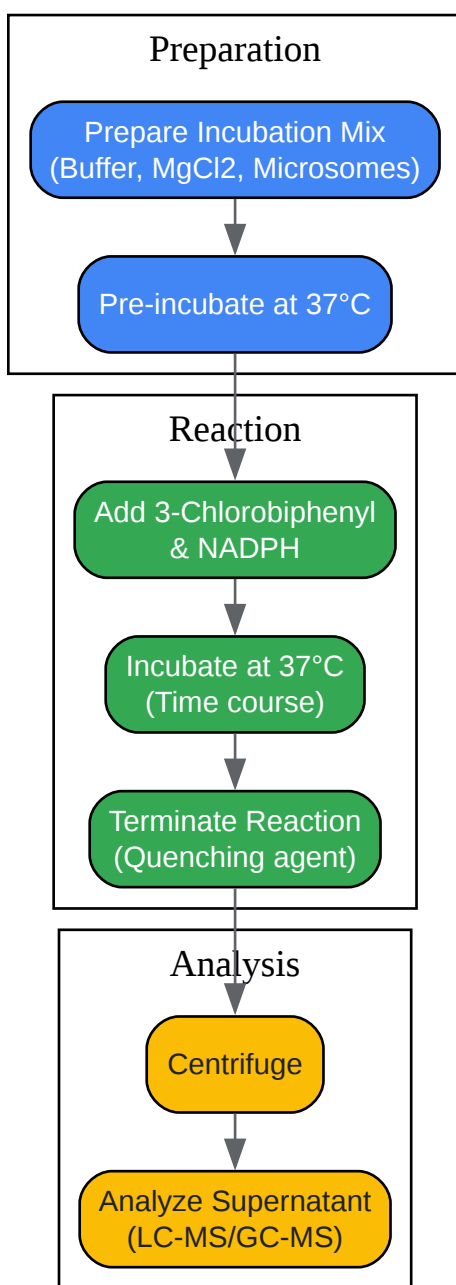 Preparation
Prepare Incubation Mix
(Buffer, MgCl2, Microsomes)
Pre-incubate at 37°C
Reaction
Add 3-Chlorobiphenyl
& NADPH
Incubate at 37°C
(Time course)
Terminate Reaction
(Quenching agent)
Analysis
Centrifuge
Analyze Supernatant
(LC-MS/GC-MS)